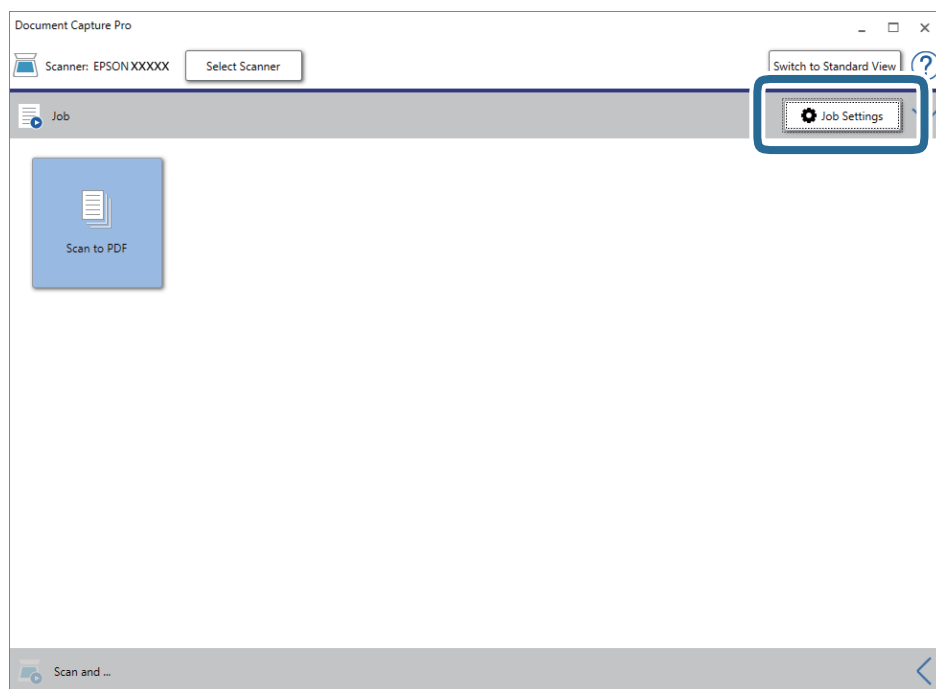 Document Capture Pro
Scanner: EPSON XXXXX Select Scanner Switch to Standard View ?
Job Job Settings
Scan to PDF
Scan and ...